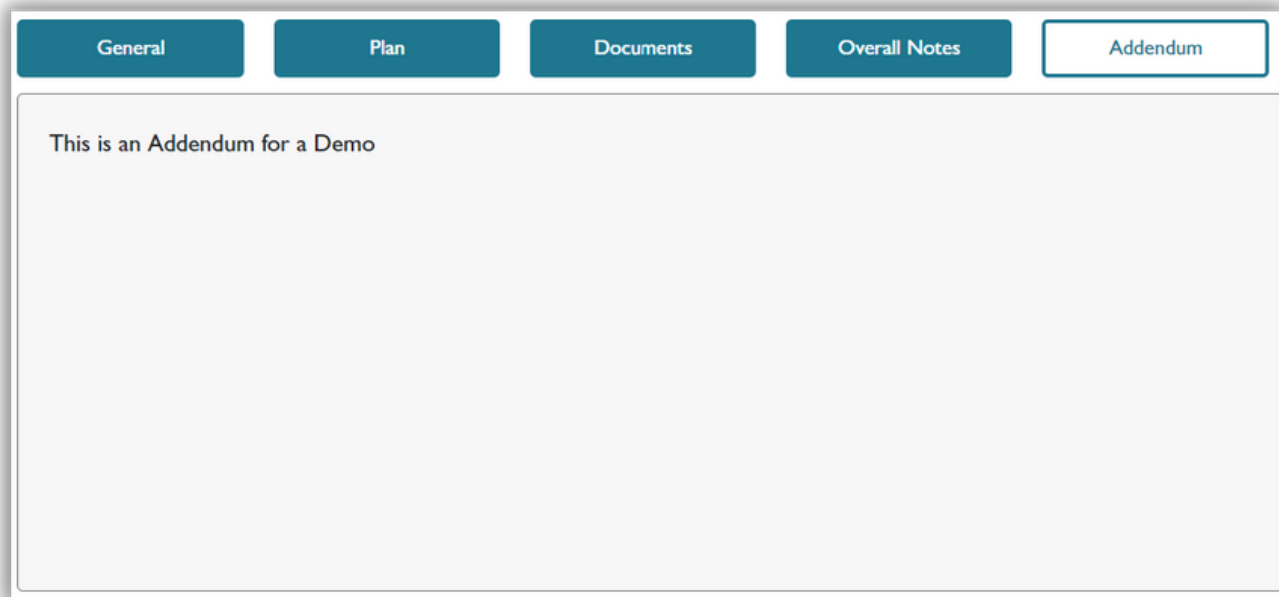 General
Plan
Documents
Overall Notes
Addendum
This is an Addendum for a Demo